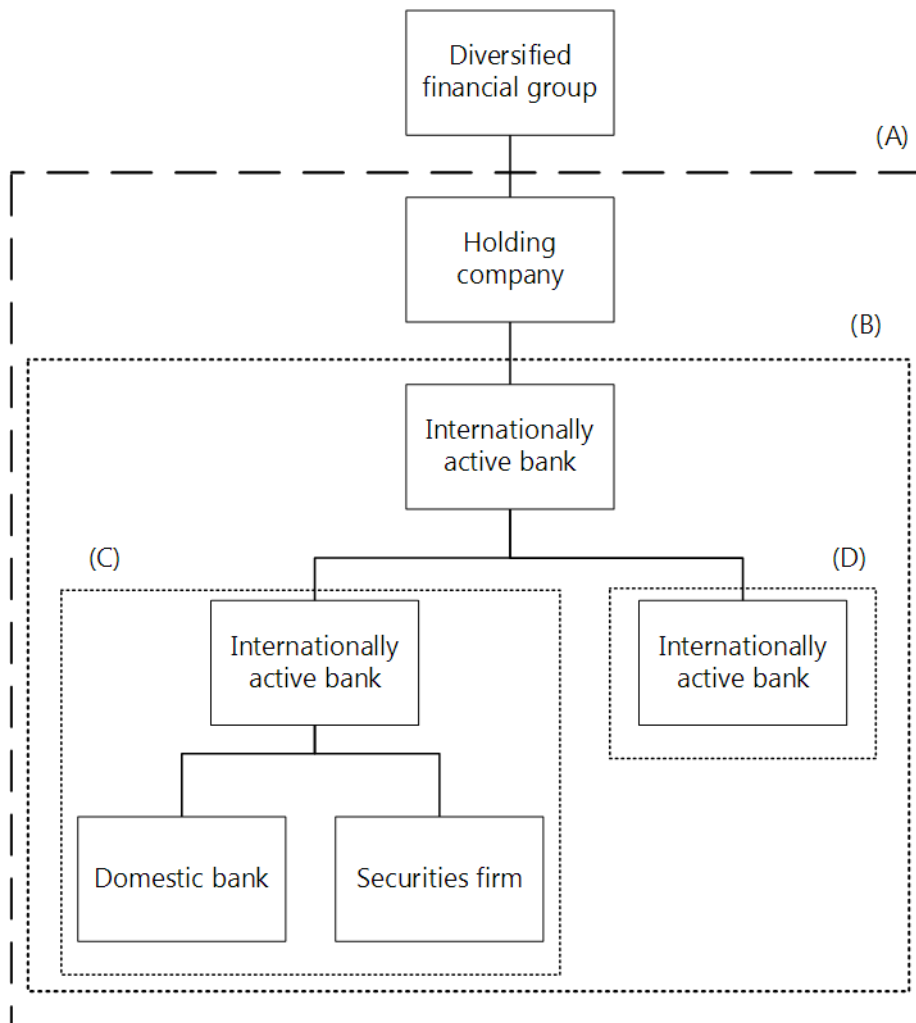 Diversified
financial group
(A)
Holding
company
(B)
Internationally
active bank
(C)
(D)
Internationally
active bank
Internationally
active bank
Domestic bank
Securities firm